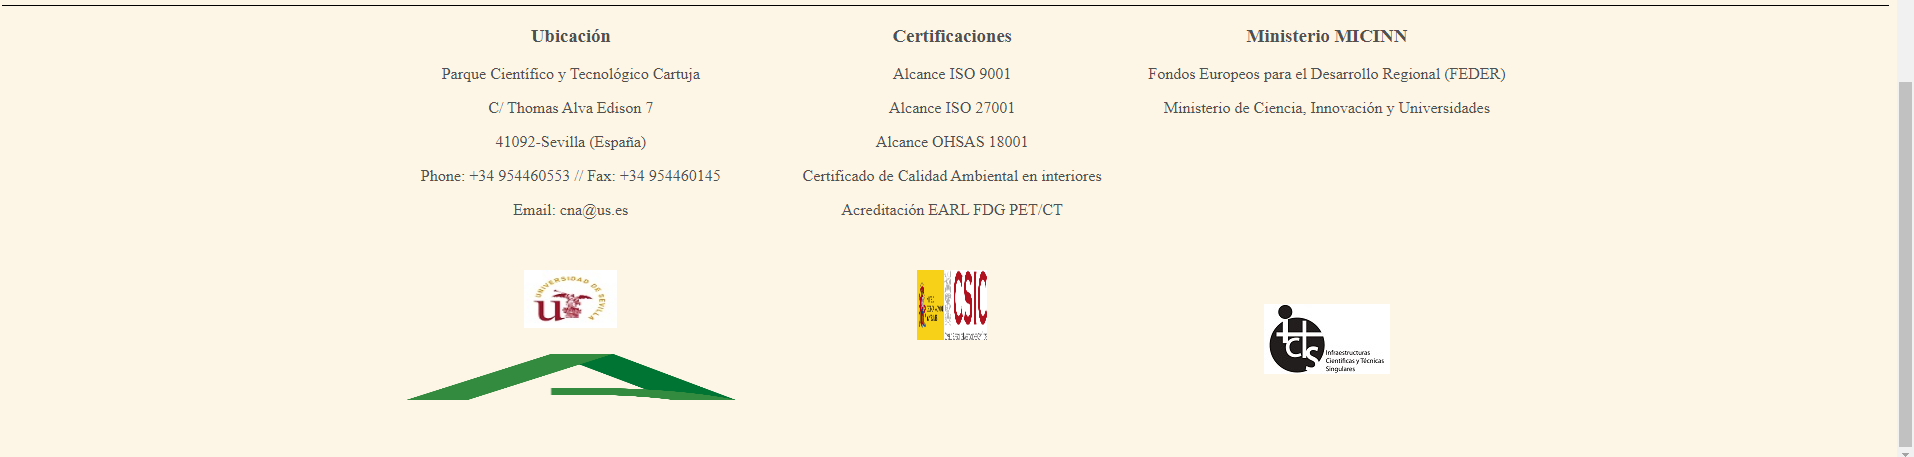 Ubicación
Parque Científico y Tecnológico Cartuja
C/ Thomas Alva Edison 7
41092-Sevilla (España)
Phone: +34 954460553 // Fax: +34 954460145
Email: cna@us.es
Certificaciones
Alcance ISO 9001
Alcance ISO 27001
Alcance OHSAS 18001
Certificado de Calidad Ambiental en interiores
Acreditación EARL FDG PET/CT
Ministerio MICINN
Fondos Europeos para el Desarrollo Regional (FEDER)
Ministerio de Ciencia, Innovación y Universidades
UNIVERSIDAD DE SEVILLA
CSIC
icts
Infraestructuras
Científicas y Técnicas
Singulares